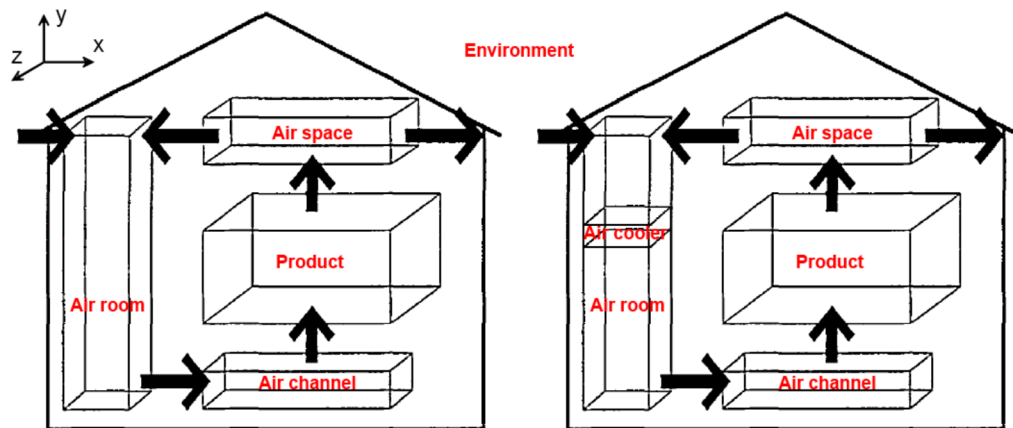 y
x
z
Environment
Air space
Product
Air room
Air channel
Air space
Air cooler
Product
Air room
Air channel